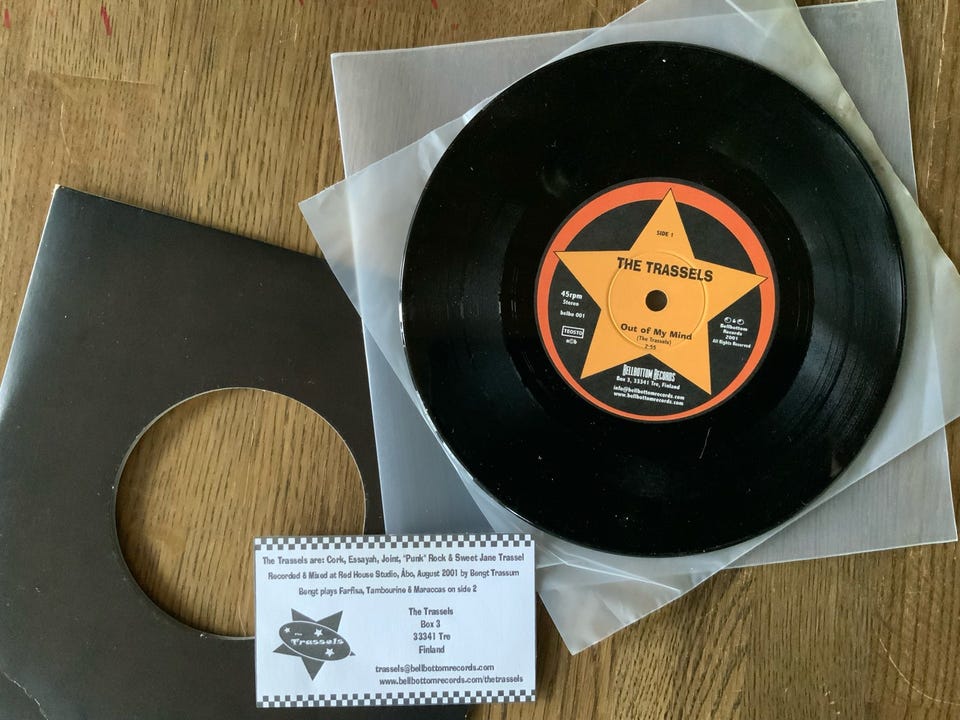 SIDE 1
THE TRASSELS
45rpm
Stereo
belbo 001
TEOSTO
ncb
Out of My Mind
(The Trassels)
2:55
Ⓟ & ©
Bellbottom
Records
2001
All Rights Reserved
BELLBOTTOM RECORDS
Box 3, 33341 Tre, Finland
info@bellbottomrecords.com
www.bellbottomrecords.com
The Trassels are: Cork, Essayah, Joint, "Punk" Rock & Sweet Jane Trassel
Recorded & Mixed at Red House Studio, Åbo, August 2001 by Bengt Trassum
Bengt plays Farfisa, Tambourine & Maraccas on side 2
The Trassels
The Trassels
Box 3
33341 Tre
Finland
trassels@bellbottomrecords.com
www.bellbottomrecords.com/thetrassels